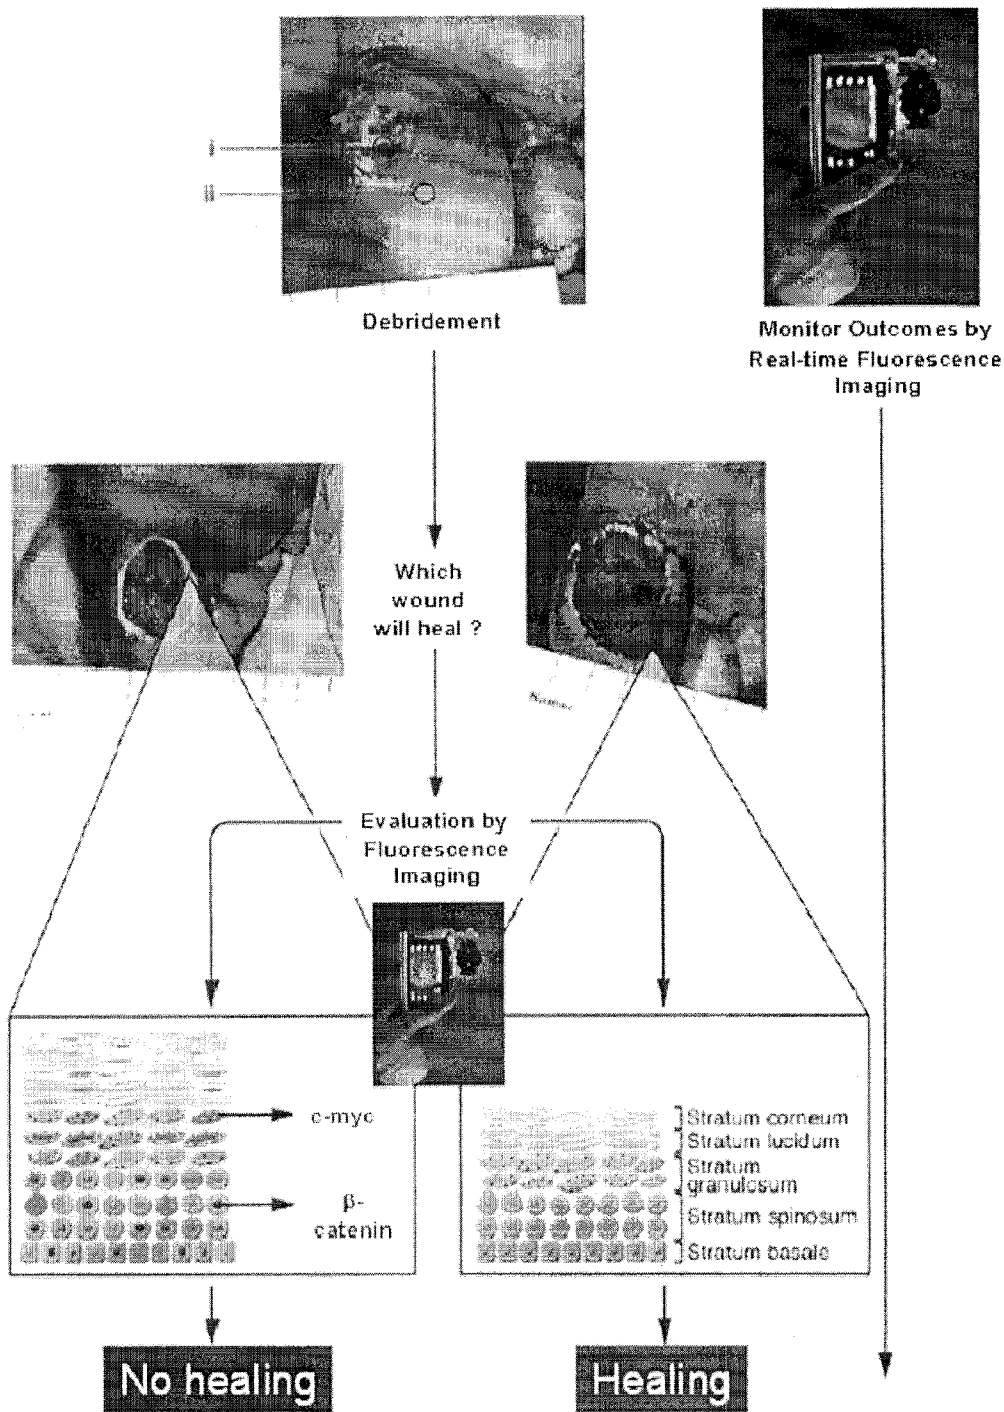 i
ii
Debridement
Monitor Outcomes by
Real-time Fluorescence
Imaging
Which
wound
will heal ?
Evaluation by
Fluorescence
Imaging
c-myc
β-
catenin
Stratum corneum
Stratum lucidum
Stratum
granulosum
Stratum spinosum
Stratum basale
No healing
Healing